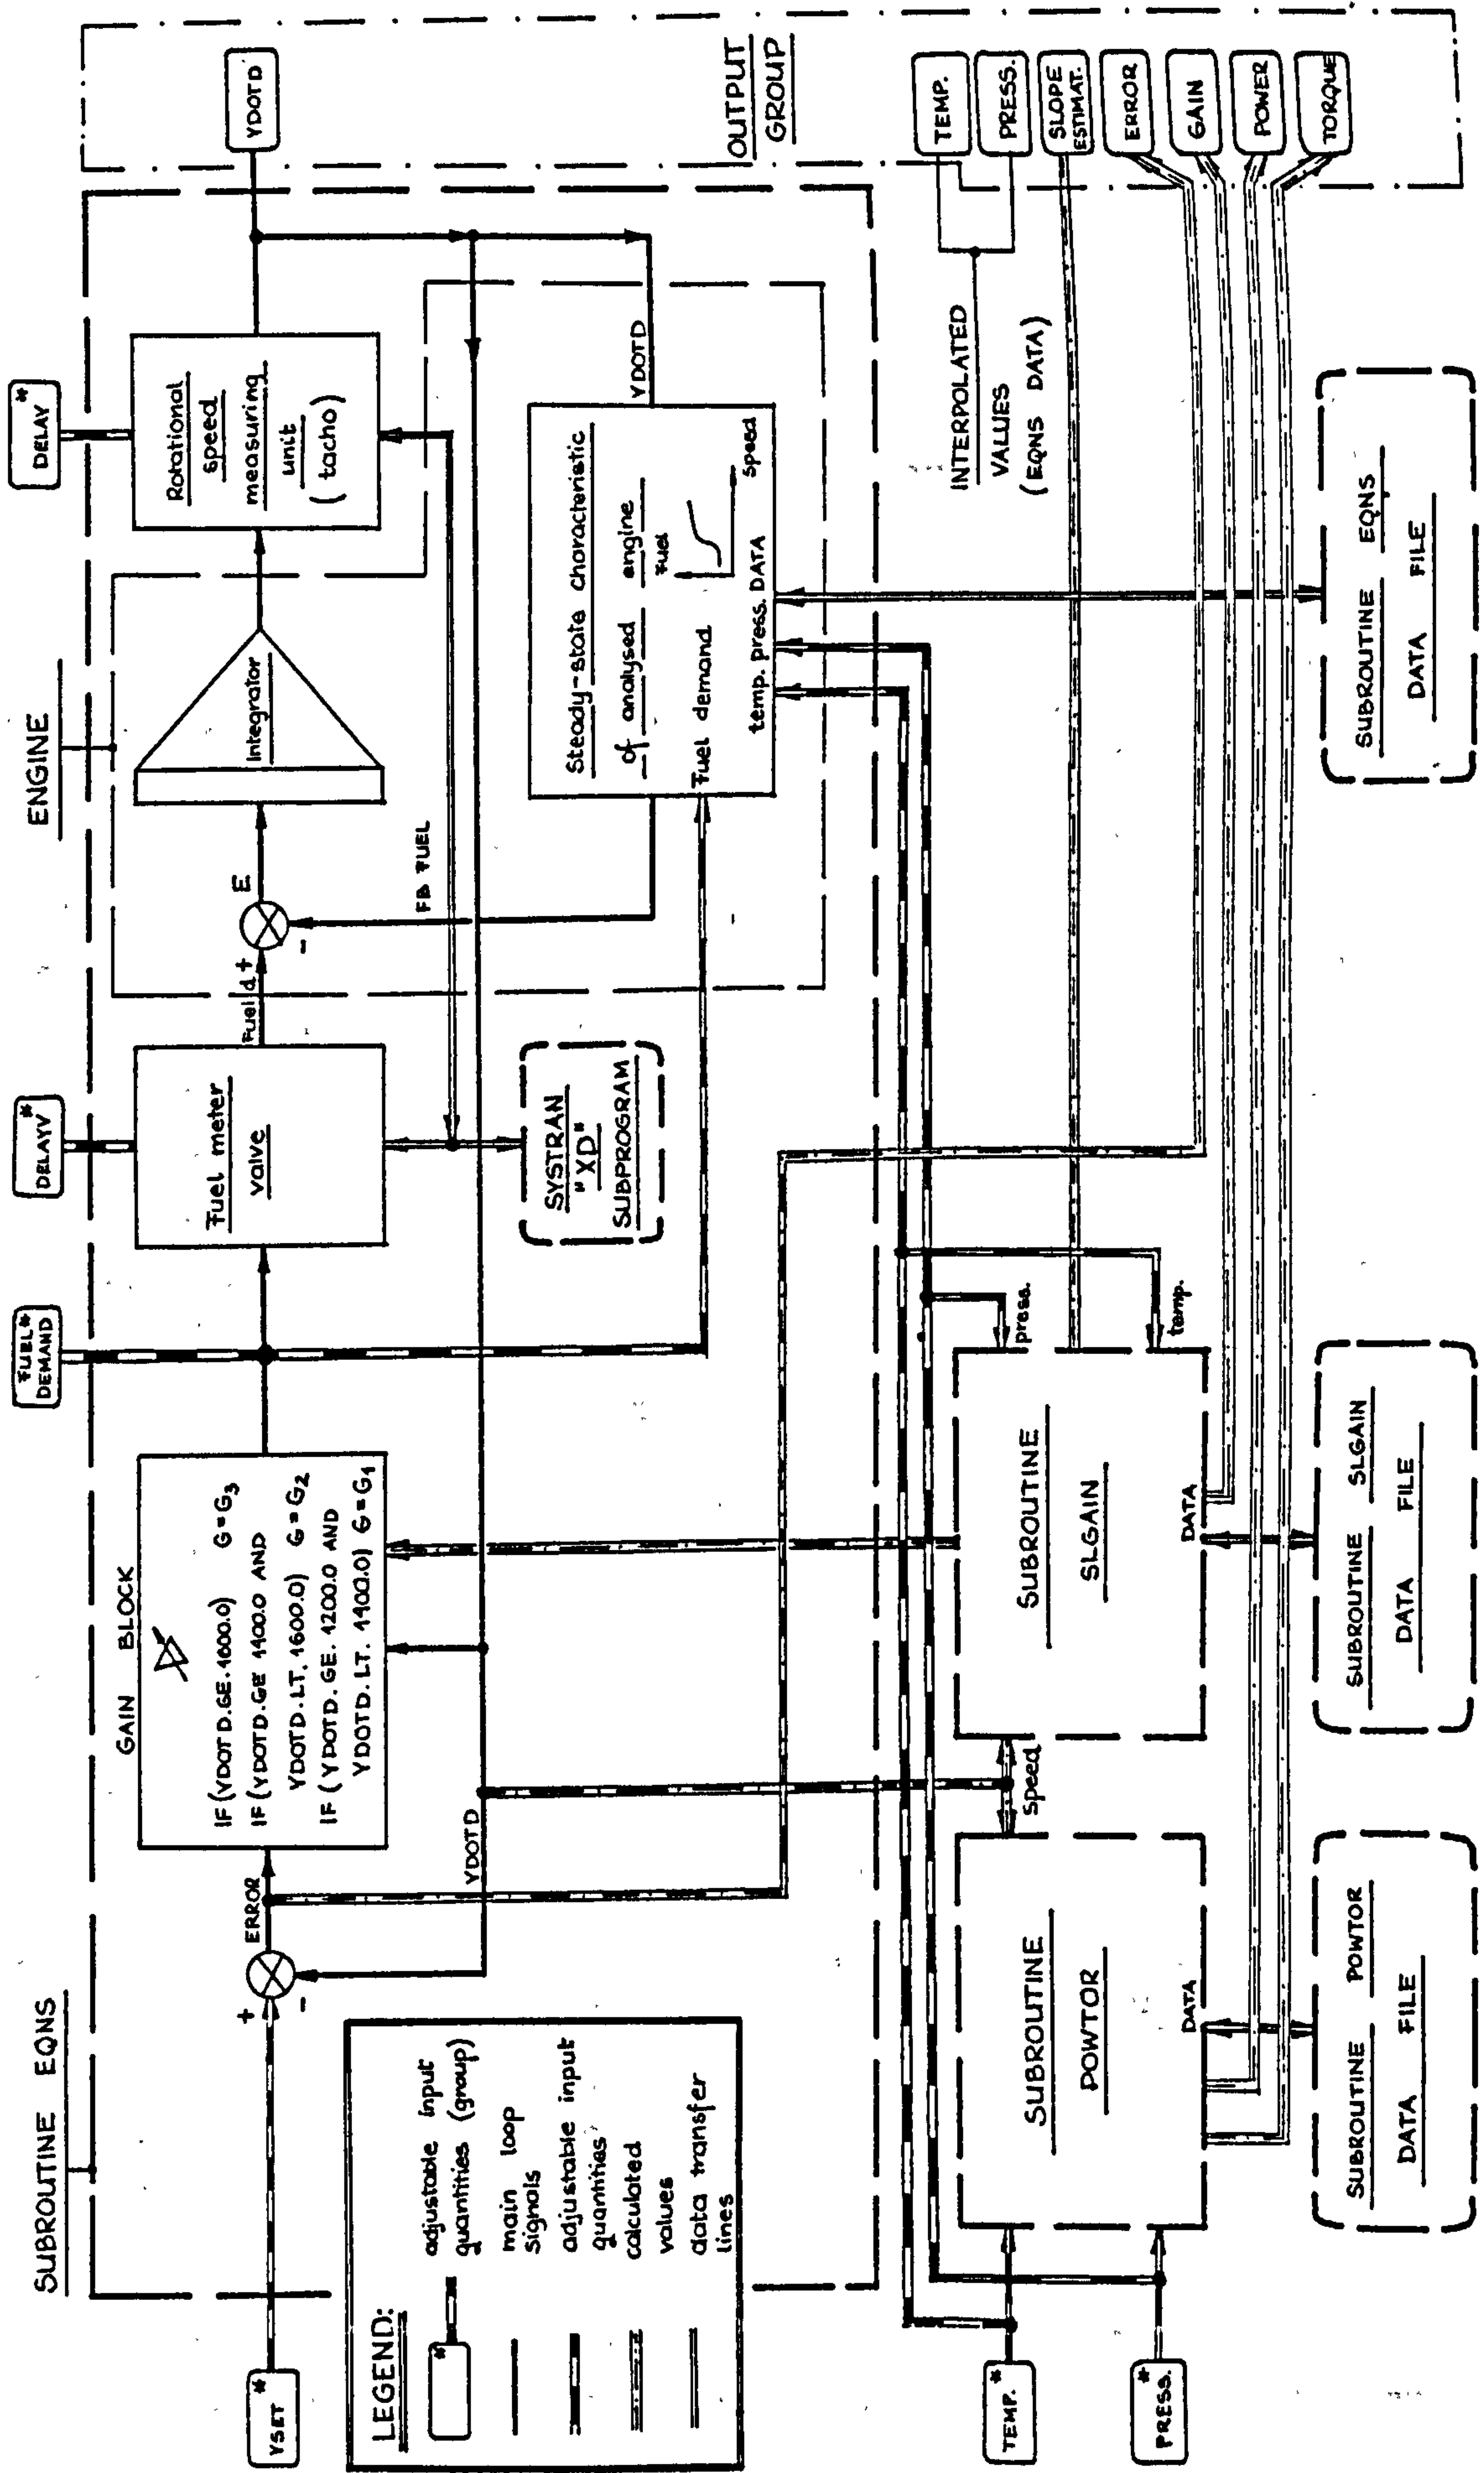 SUBROUTINE EQNS
ENGINE
FUEL*
DEMAND
DELAYV*
DELAY*
YSET*
+
-
ERROR
GAIN BLOCK
IF(YDOTD.GE.1600.0) G=G3
IF(YDOTD.GE 1400.0 AND
YDOTD.LT.1600.0) G=G2
IF(YDOTD.GE.1200.0 AND
YDOTD.LT.1400.0) G=G1
Fuel meter
valve
Fuel d +
-
E
Integrator
Rotational
speed
measuring
unit
(tacho)
YDOTD
YDOTD
FB FUEL
SYSTRAN
"XD"
SUBPROGRAM
Steady-state characteristic
of analysed engine
Fuel
speed
Fuel demand
temp. press. DATA
YDOTD
OUTPUT
GROUP
TEMP.
PRESS.
SLOPE
ESTIMAT.
ERROR
GAIN
POWER
TORQUE
INTERPOLATED
VALUES
(EQNS DATA)
LEGEND:
*
adjustable input
quantities (group)
main loop
signals
adjustable input
quantities
calculated
values
data transfer
lines
TEMP.*
PRESS.*
SUBROUTINE
POWTOR
DATA
speed
SUBROUTINE
SLGAIN
DATA
press.
temp.
SUBROUTINE POWTOR
DATA FILE
SUBROUTINE SLGAIN
DATA FILE
SUBROUTINE EQNS
DATA FILE